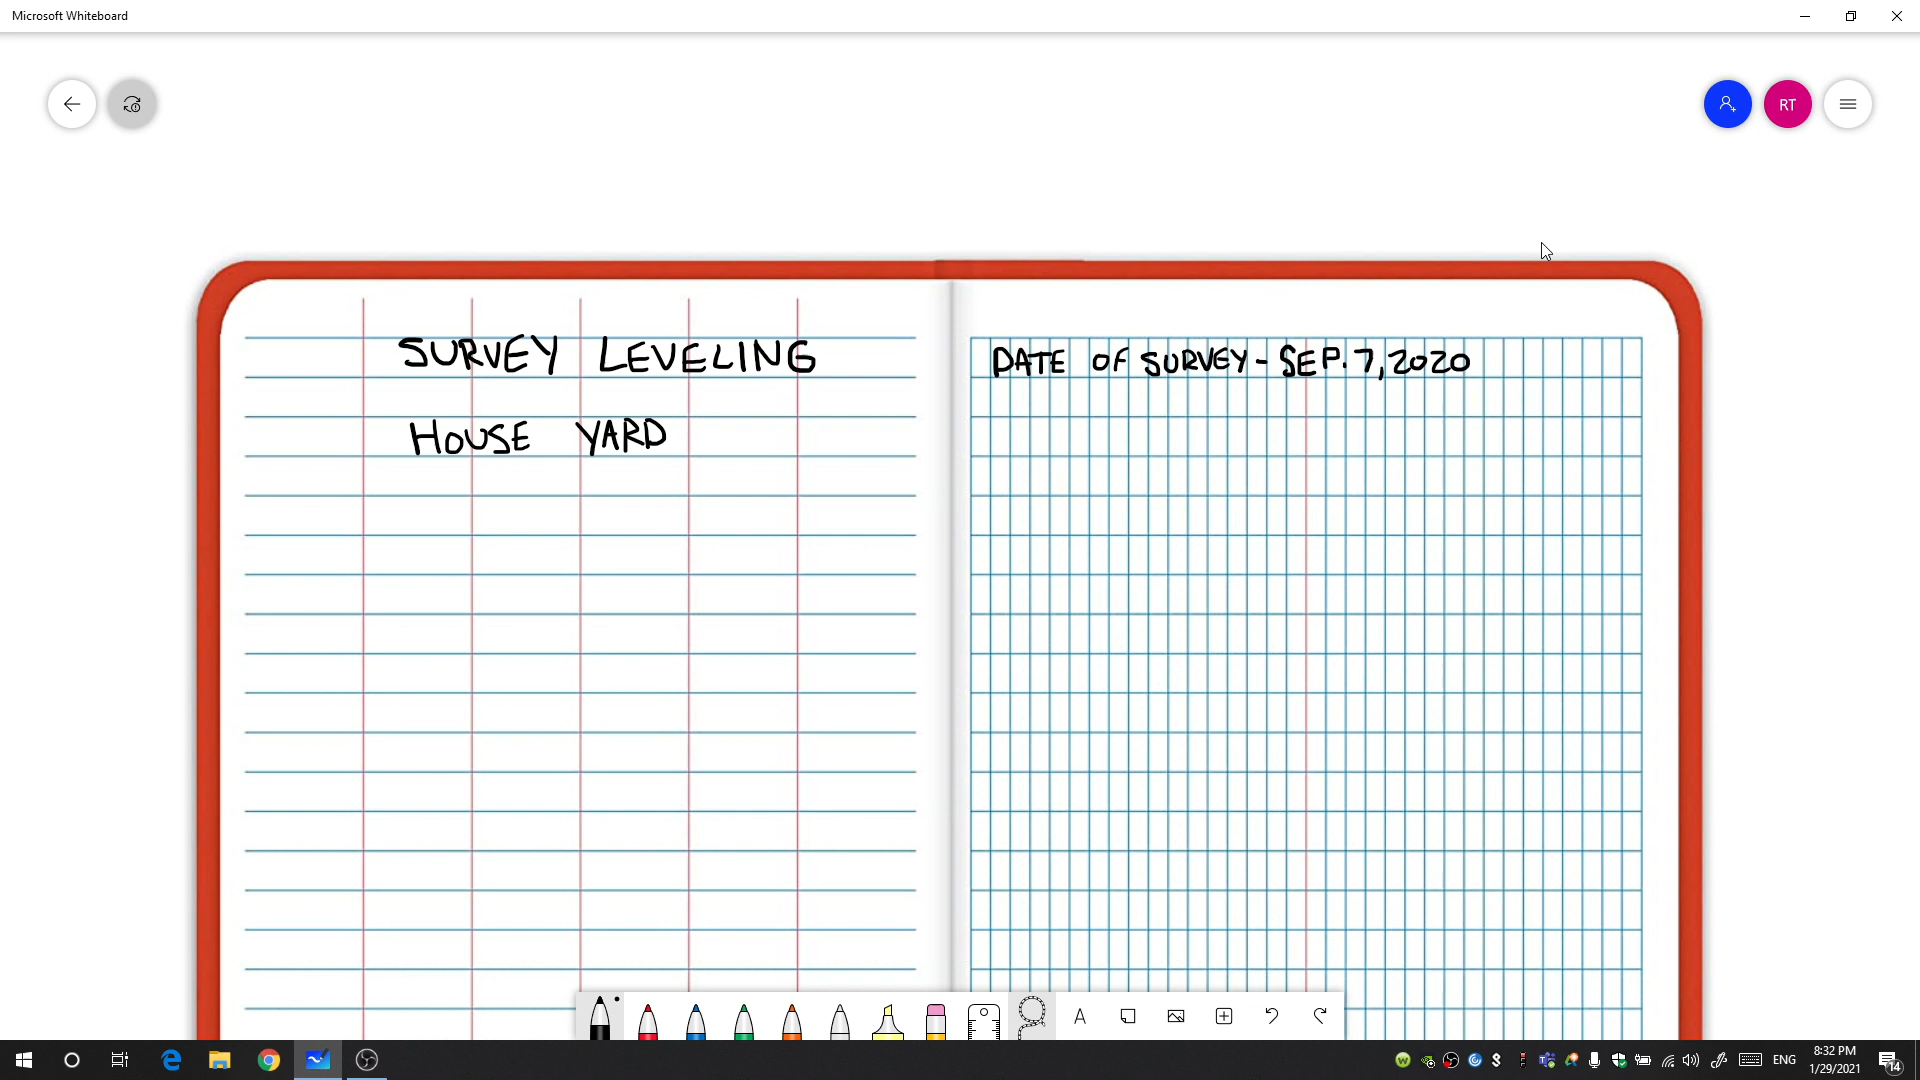 Microsoft Whiteboard
RT
SURVEY LEVELING
HOUSE YARD
DATE OF SURVEY - SEP. 7, 2020
A
ENG
8:32 PM
1/29/2021
14